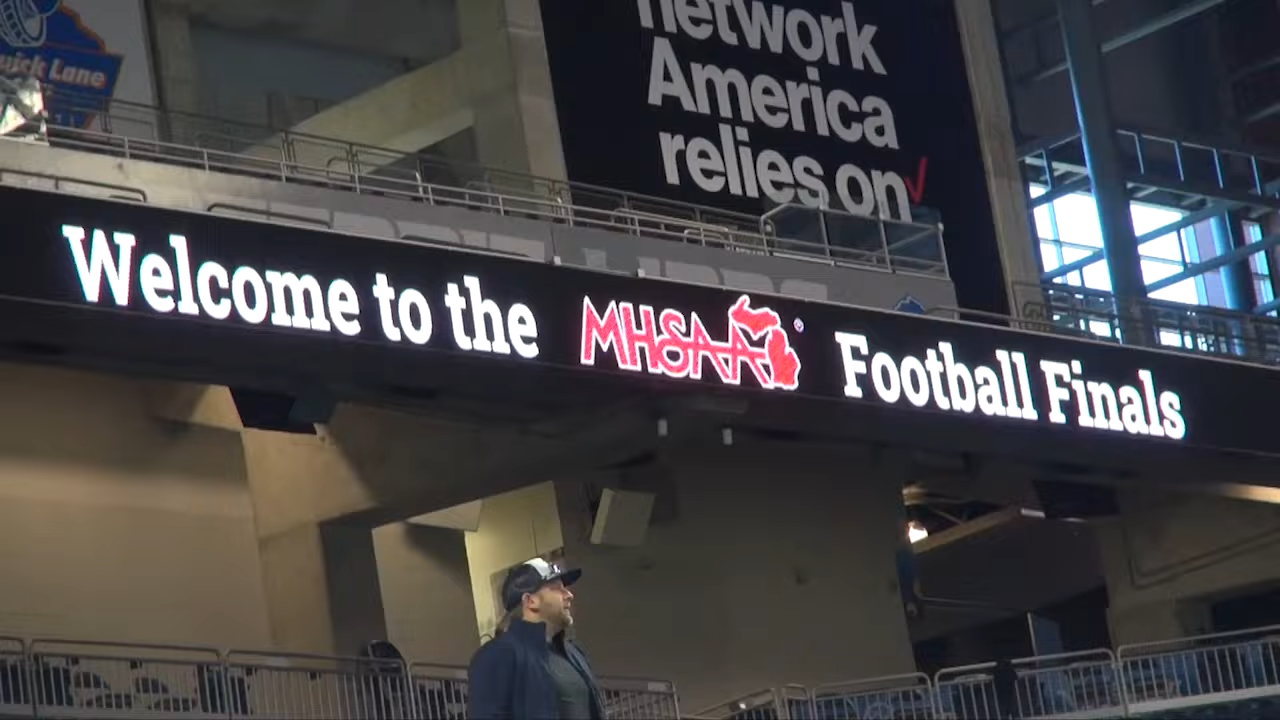 uick Lane
network
America
relies on
Welcome to the MHSAA Football Finals